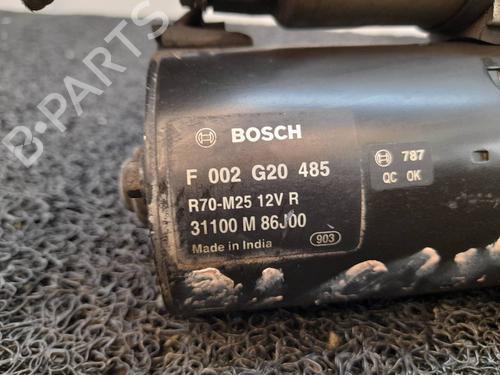 B-PARTS
BOSCH
F 002 G20 485
R70-M25 12V R
31100 M 86J00
Made in India
903
787
QC OK